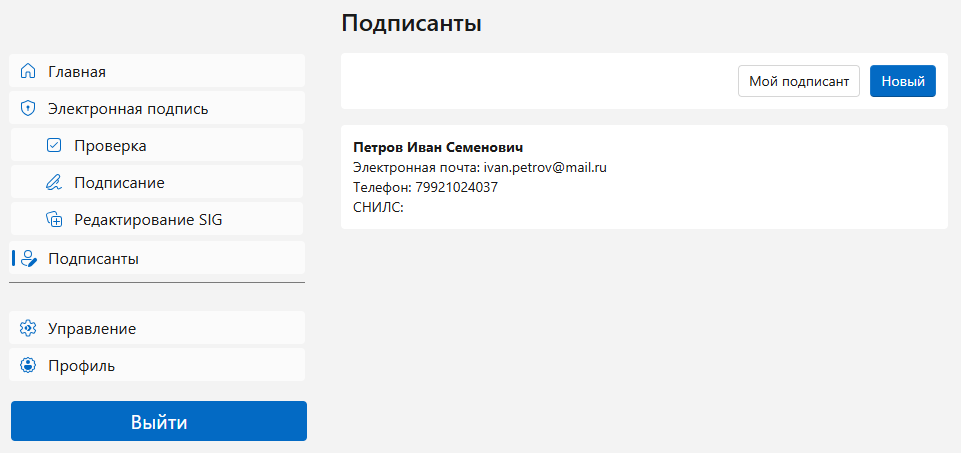 Подписанты
Главная
Электронная подпись
Проверка
Подписание
Редактирование SIG
Подписанты
Управление
Профиль
Выйти
Мой подписант
Новый
Петров Иван Семенович
Электронная почта: ivan.petrov@mail.ru
Телефон: 79921024037
СНИЛС: